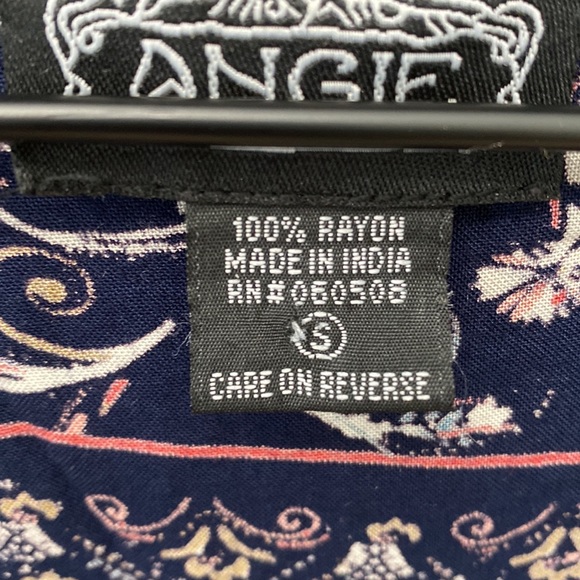 ANGIE
100% RAYON
MADE IN INDIA
RN# 060508
S
CARE ON REVERSE